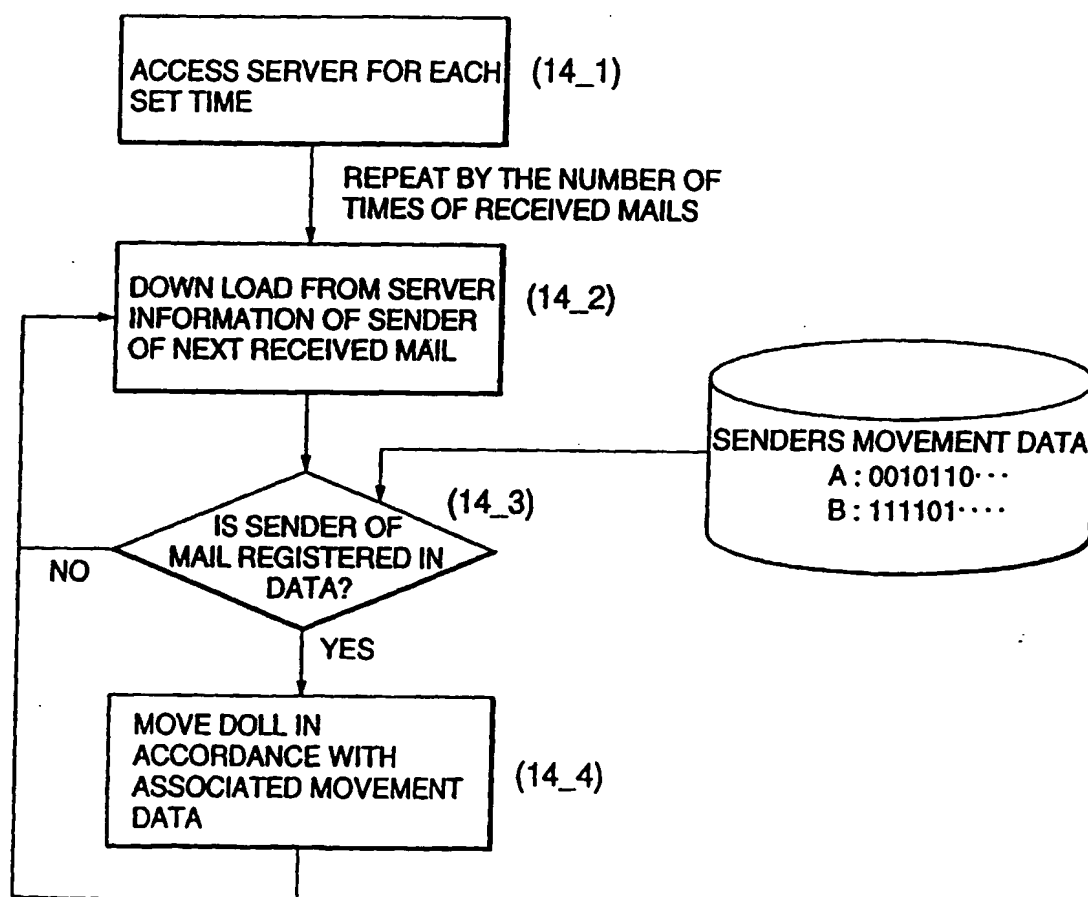 ACCESS SERVER FOR EACH
SET TIME
(14_1)
REPEAT BY THE NUMBER OF
TIMES OF RECEIVED MAILS
DOWN LOAD FROM SERVER
INFORMATION OF SENDER
OF NEXT RECEIVED MAIL
(14_2)
SENDERS MOVEMENT DATA
A : 0010110···
B : 111101····
(14_3)
IS SENDER OF
MAIL REGISTERED IN
DATA?
NO
YES
MOVE DOLL IN
ACCORDANCE WITH
ASSOCIATED MOVEMENT
DATA
(14_4)